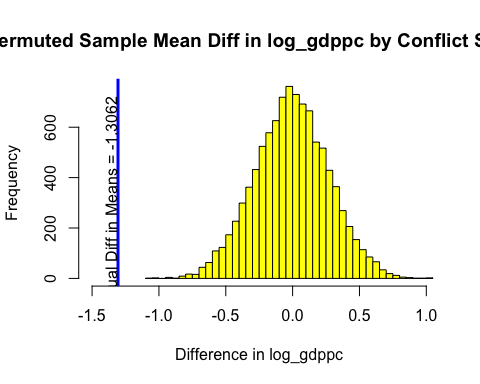 ermuted Sample Mean Diff in log_gdppc by Conflict S
ual Diff in Means = -1.3062
Frequency
600
400
200
0
-1.5 -1.0 -0.5 0.0 0.5 1.0
Difference in log_gdppc